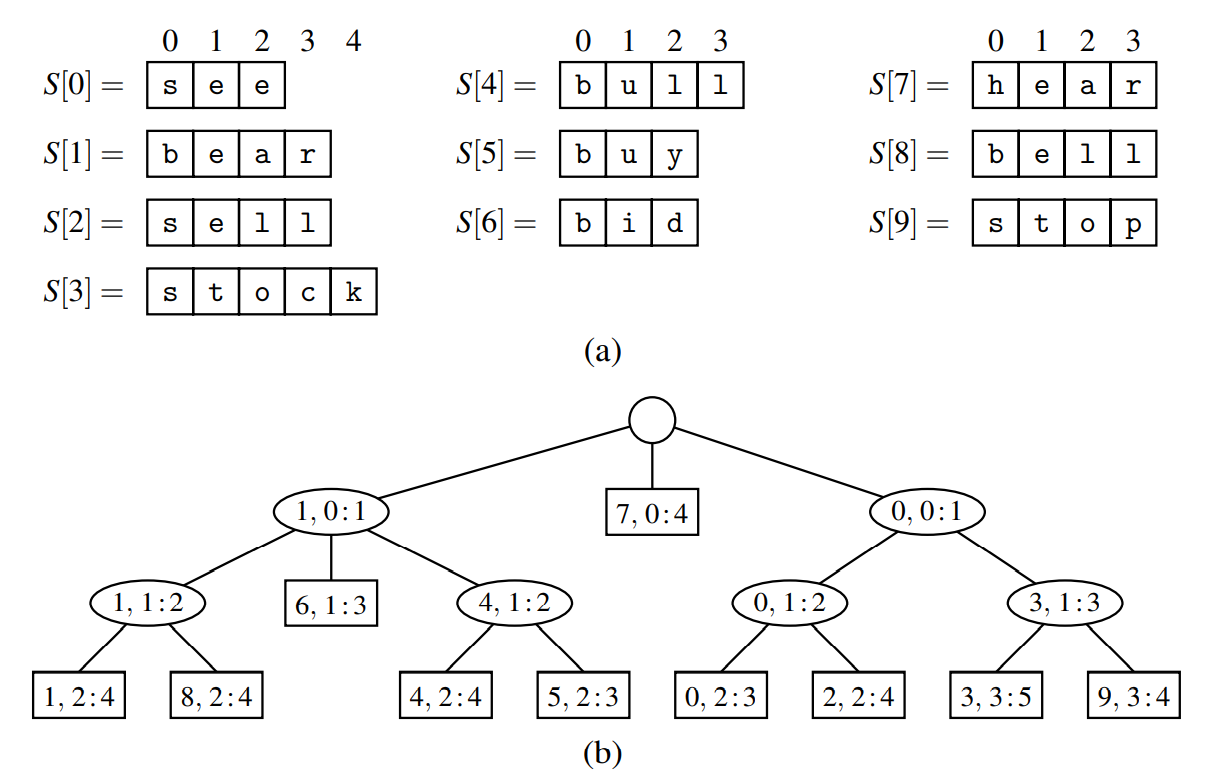 0 1 2 3 4 0 1 2 3 0 1 2 3
S[0] = s e e S[4] = b u l l S[7] = h e a r
S[1] = b e a r S[5] = b u y S[8] = b e l l
S[2] = s e l l S[6] = b i d S[9] = s t o p
S[3] = s t o c k
(a)
1, 0:1 7, 0:4 0, 0:1
1, 1:2 6, 1:3 4, 1:2 0, 1:2 3, 1:3
1, 2:4 8, 2:4 4, 2:4 5, 2:3 0, 2:3 2, 2:4 3, 3:5 9, 3:4
(b)